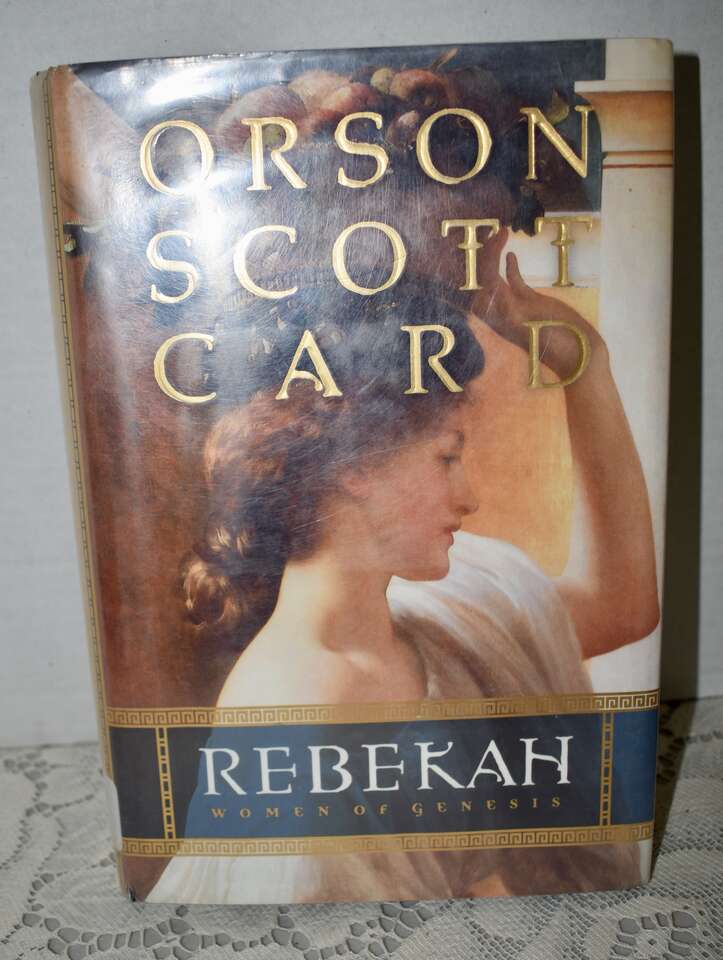 ORSON
SCOTT
CARD
REBEKAH
WOMEN OF GENESIS